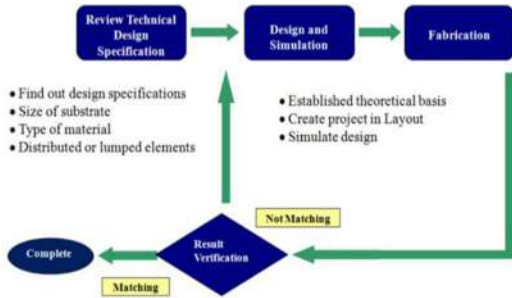 Review Technical
Design
Specification
Design and
Simulation
Fabrication
• Find out design specifications
• Size of substrate
• Type of material
• Distributed or lumped elements
• Established theoretical basis
• Create project in Layout
• Simulate design
Not Matching
Result
Verification
Complete
Matching